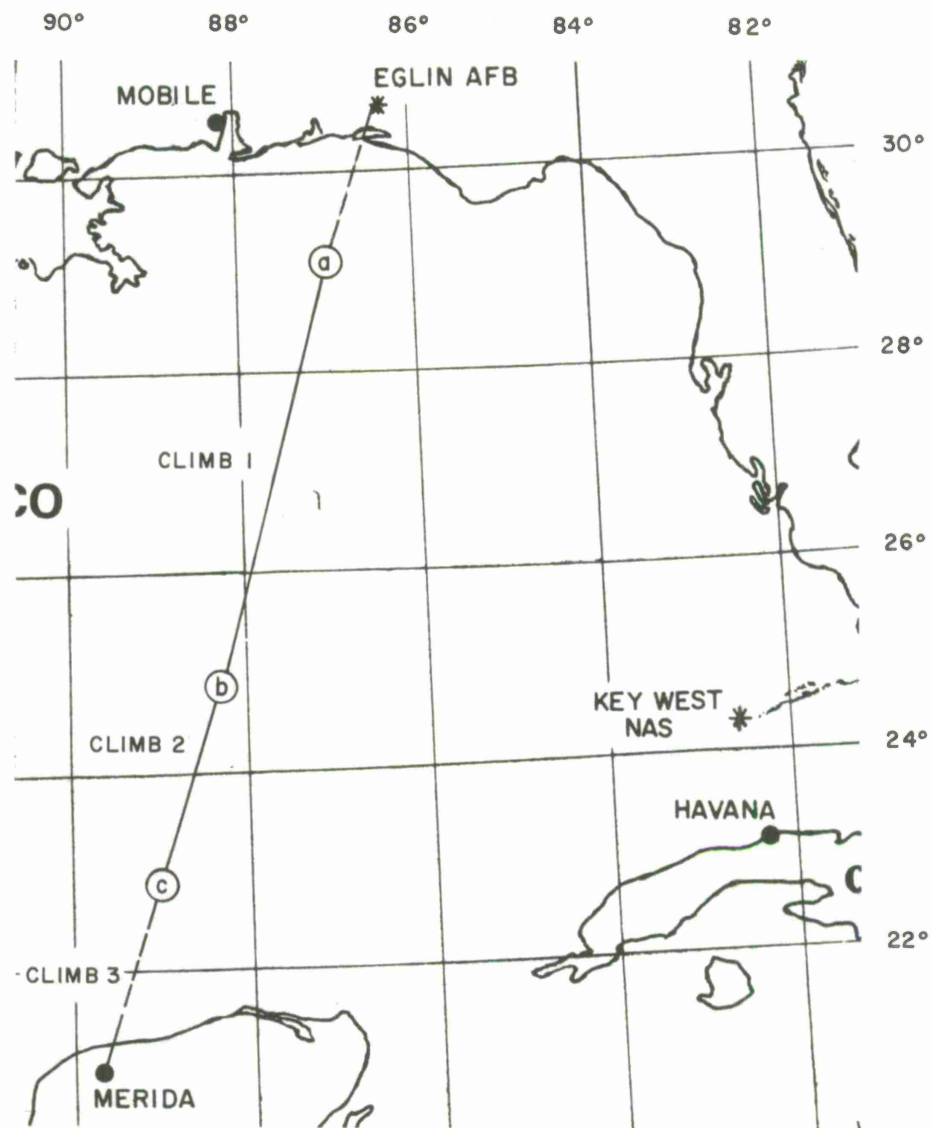 90° 88° 86° 84° 82°
EGLIN AFB
MOBILE
30°
a
28°
CLIMB 1
CO
26°
b
KEY WEST
NAS
CLIMB 2
24°
HAVANA
c
C
22°
CLIMB 3
MERIDA